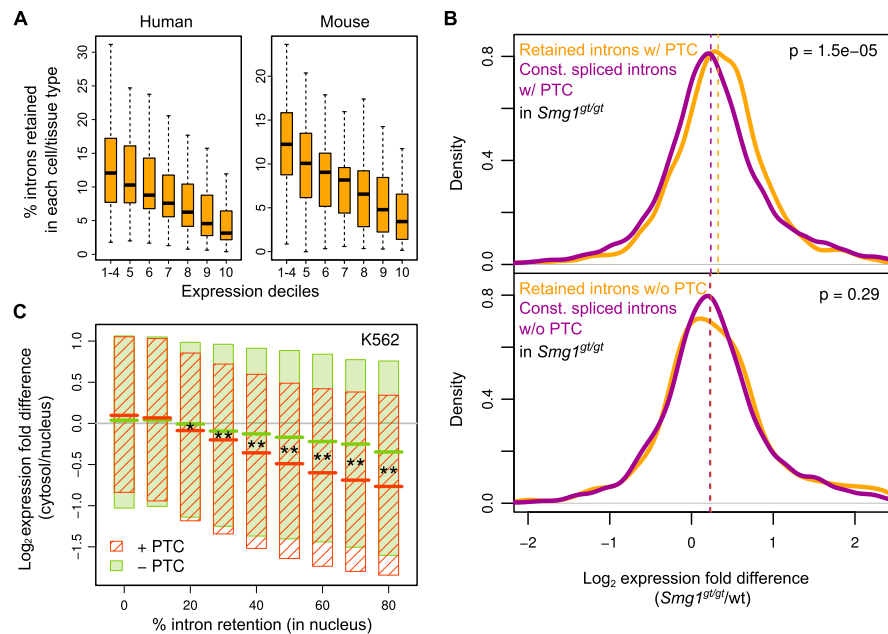 A
Human
Mouse
% introns retained
in each cell/tissue type
30
25
20
15
10
5
0
20
15
10
5
0
1-4 5 6 7 8 9 10
1-4 5 6 7 8 9 10
Expression deciles
B
Retained introns w/ PTC
Const. spliced introns
w/ PTC
in Smg1gt/gt
p = 1.5e−05
Density
0.8
0.4
0.0
Retained introns w/o PTC
Const. spliced introns
w/o PTC
in Smg1gt/gt
p = 0.29
Density
0.8
0.4
0.0
−2 −1 0 1 2
Log2 expression fold difference
(Smg1gt/gt/wt)
C
K562
Log2 expression fold difference
(cytosol/nucleus)
1.0
0.5
0.0
−0.5
−1.0
−1.5
* ** ** ** ** ** **
+ PTC
− PTC
0 20 40 60 80
% intron retention (in nucleus)